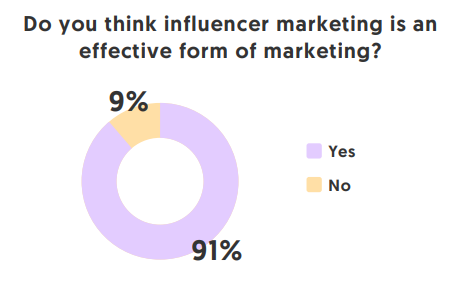 Do you think influencer marketing is an
effective form of marketing?
9%
Yes
No
91%